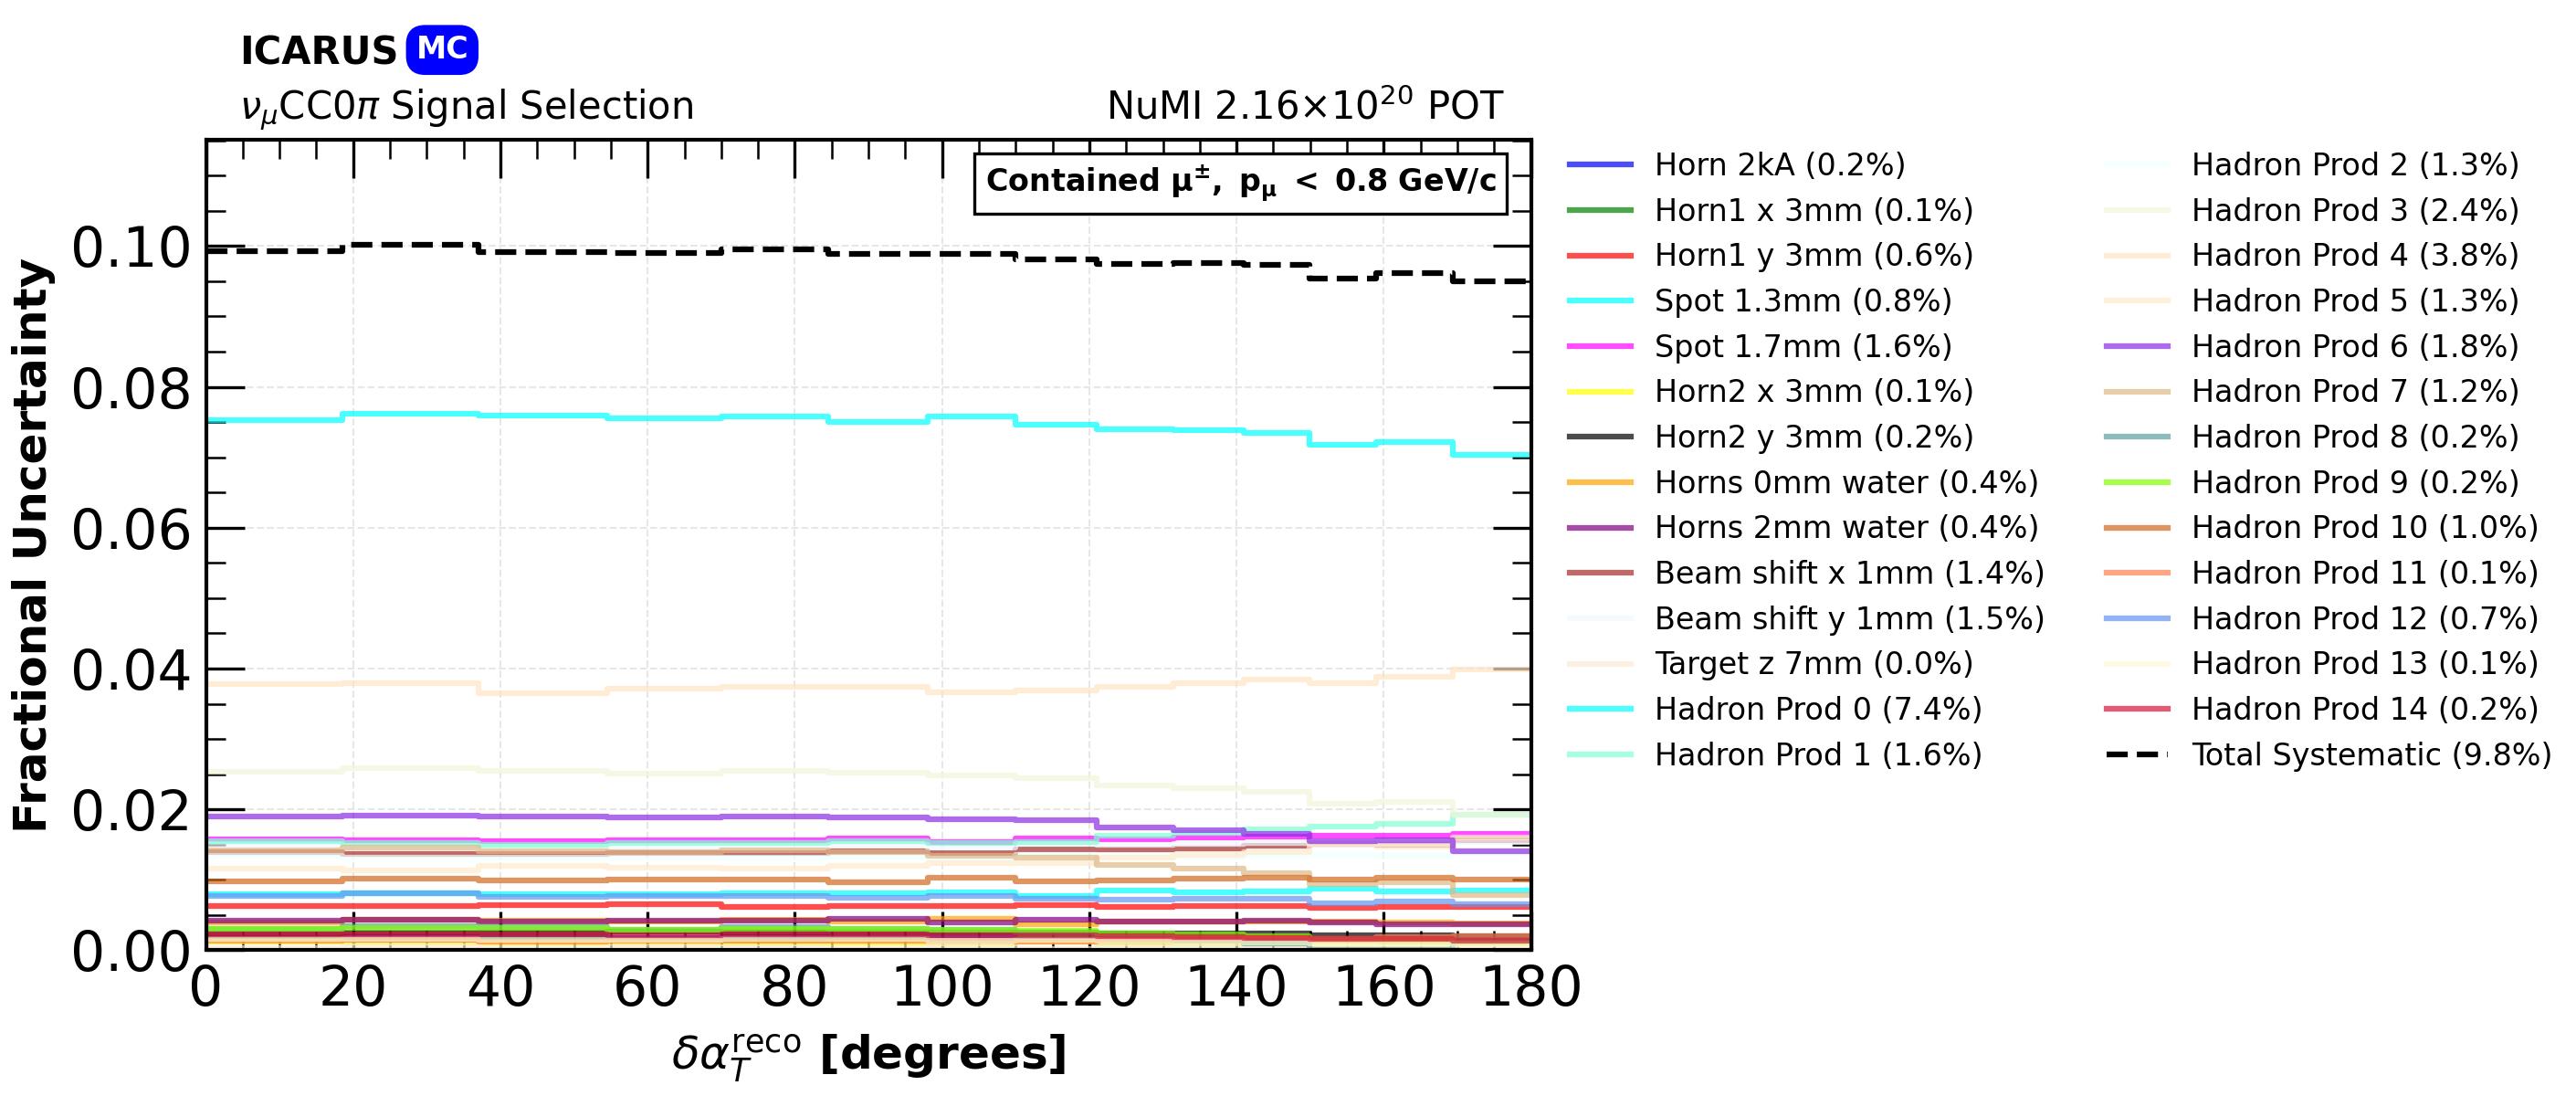 ICARUS MC
νμCC0π Signal Selection
NuMI 2.16×10²⁰ POT
Contained μ±, pμ < 0.8 GeV/c
Fractional Uncertainty
0.10
0.08
0.06
0.04
0.02
0.00
0 20 40 60 80 100 120 140 160 180
δα_T^reco [degrees]
Horn 2kA (0.2%)
Horn1 x 3mm (0.1%)
Horn1 y 3mm (0.6%)
Spot 1.3mm (0.8%)
Spot 1.7mm (1.6%)
Horn2 x 3mm (0.1%)
Horn2 y 3mm (0.2%)
Horns 0mm water (0.4%)
Horns 2mm water (0.4%)
Beam shift x 1mm (1.4%)
Beam shift y 1mm (1.5%)
Target z 7mm (0.0%)
Hadron Prod 0 (7.4%)
Hadron Prod 1 (1.6%)
Hadron Prod 2 (1.3%)
Hadron Prod 3 (2.4%)
Hadron Prod 4 (3.8%)
Hadron Prod 5 (1.3%)
Hadron Prod 6 (1.8%)
Hadron Prod 7 (1.2%)
Hadron Prod 8 (0.2%)
Hadron Prod 9 (0.2%)
Hadron Prod 10 (1.0%)
Hadron Prod 11 (0.1%)
Hadron Prod 12 (0.7%)
Hadron Prod 13 (0.1%)
Hadron Prod 14 (0.2%)
Total Systematic (9.8%)